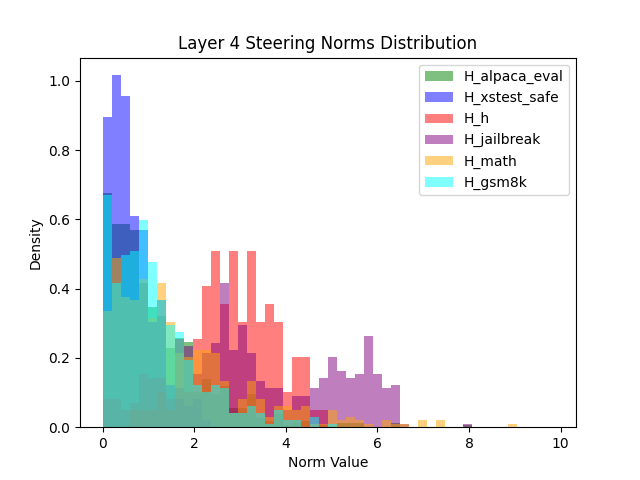 Layer 4 Steering Norms Distribution
H_alpaca_eval
H_xstest_safe
H_h
H_jailbreak
H_math
H_gsm8k
1.0
0.8
0.6
0.4
0.2
0.0
Density
0 2 4 6 8 10
Norm Value